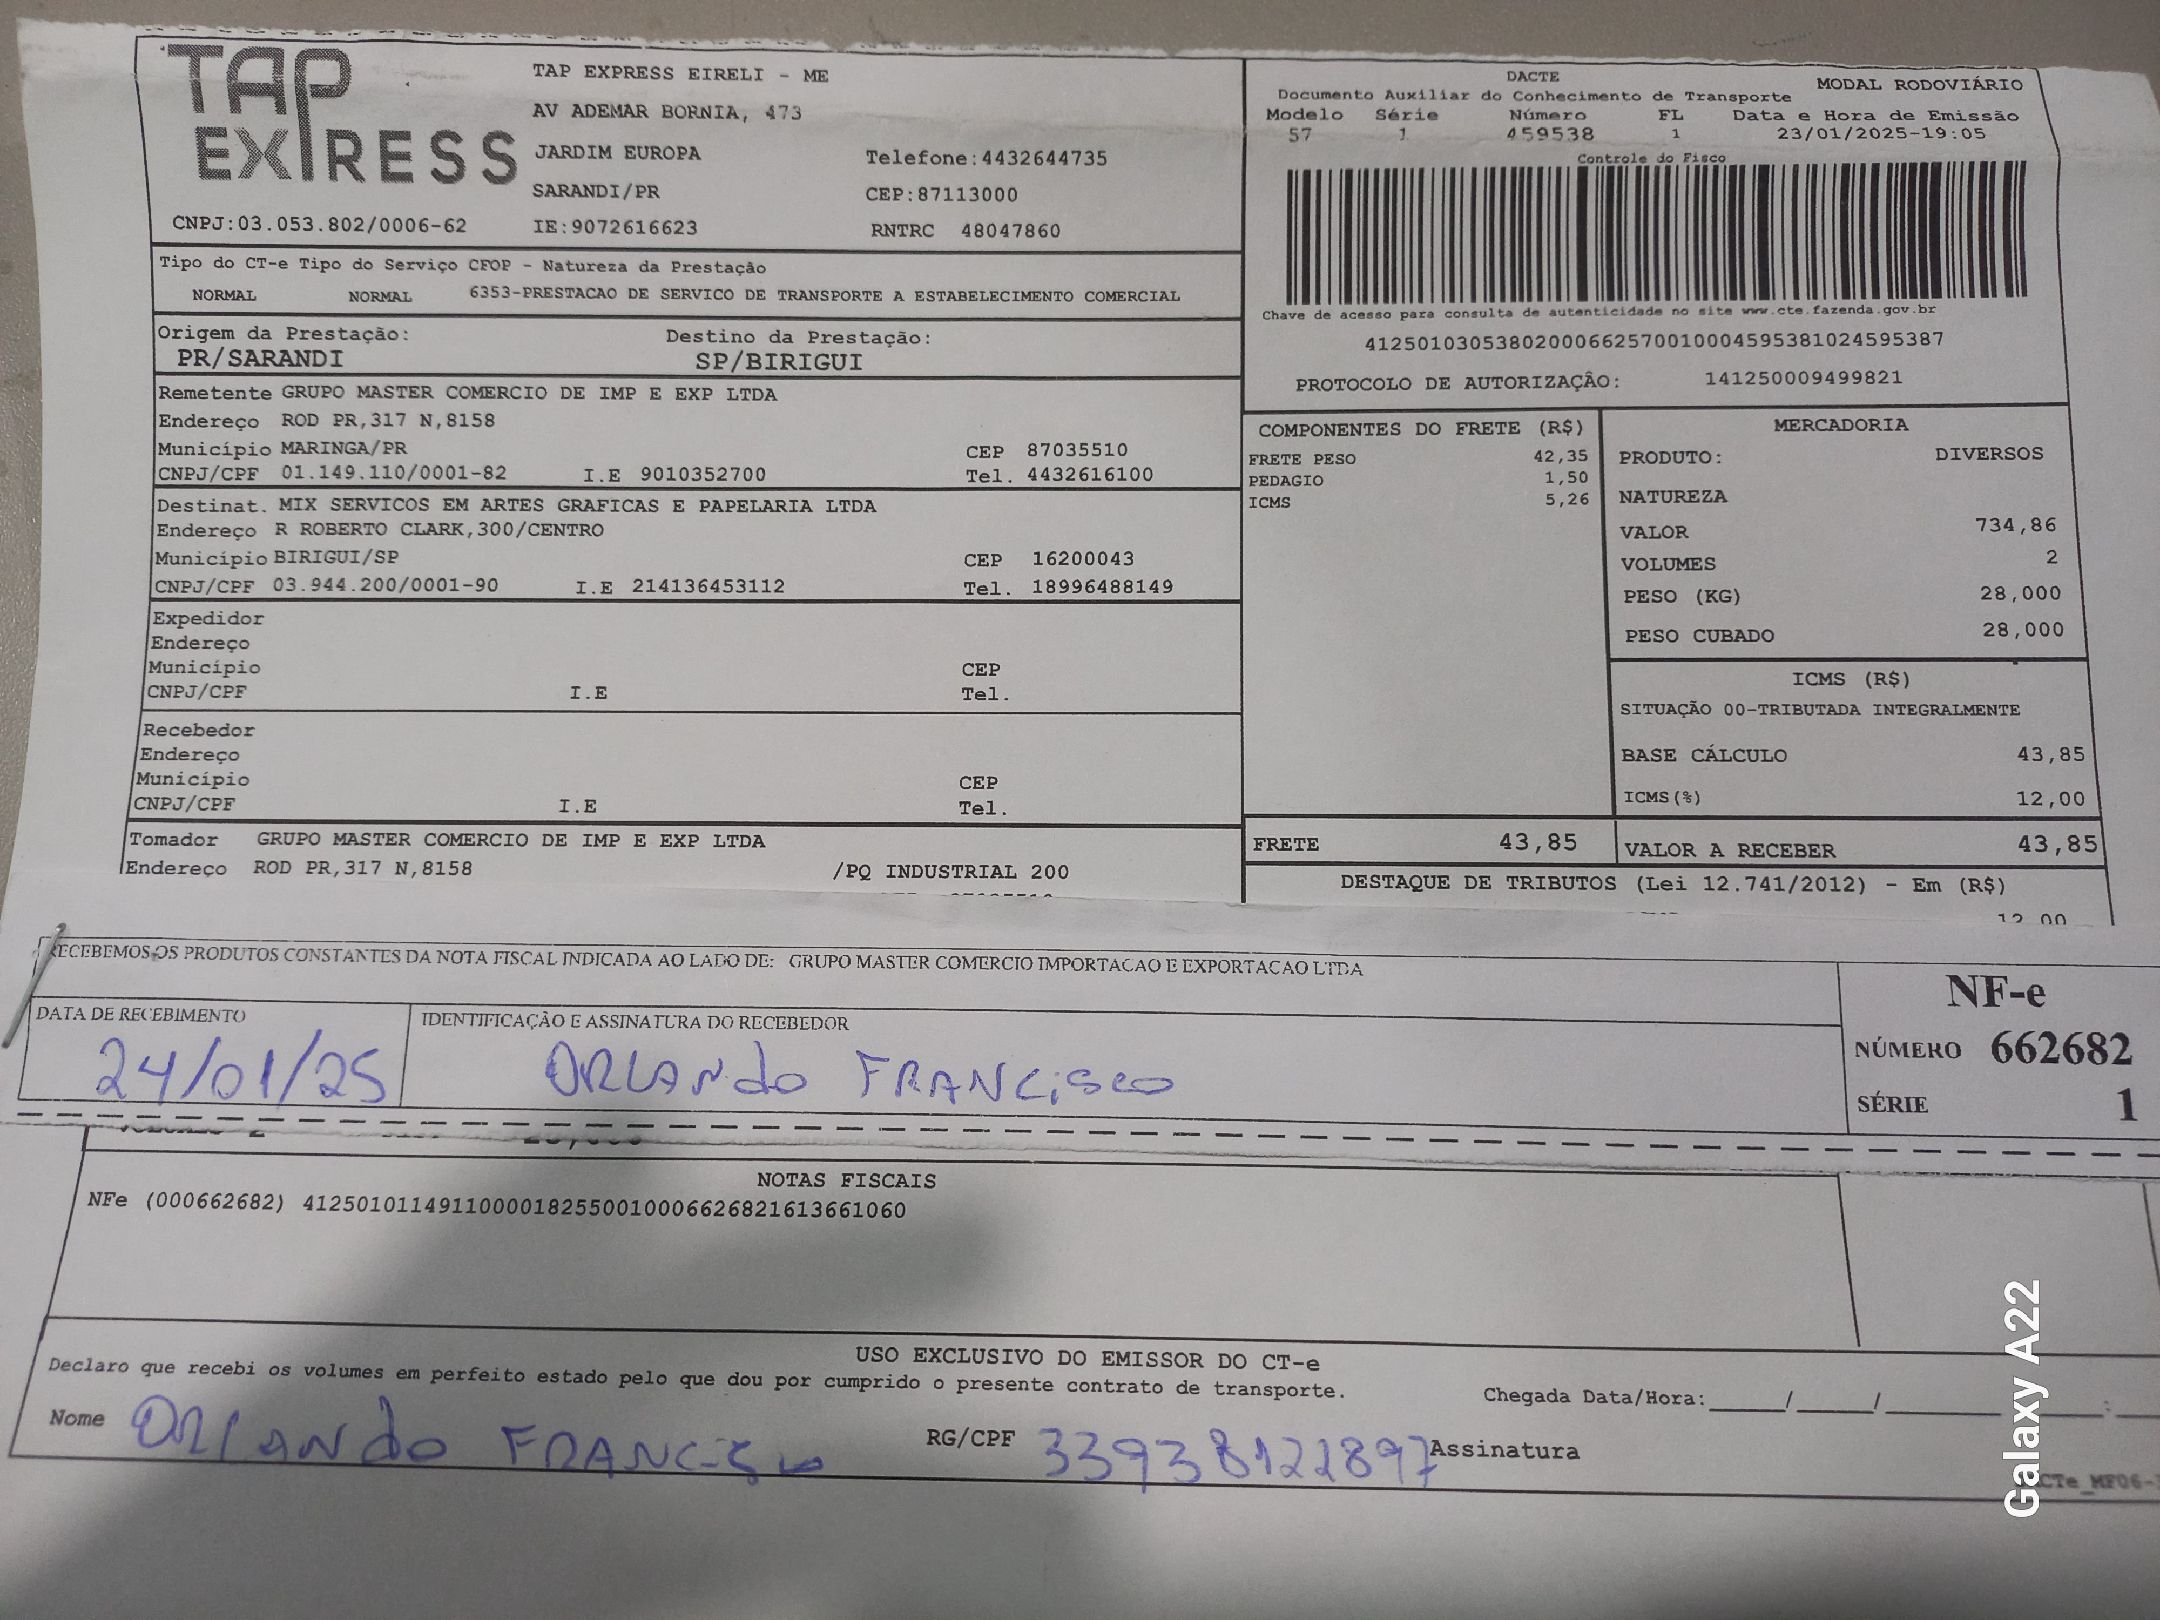 TAP EXPRESS
TAP EXPRESS EIRELI - ME
AV ADEMAR BORNIA, 473
JARDIM EUROPA
Telefone:4432644735
SARANDI/PR
CEP:87113000
CNPJ:03.053.802/0006-62
IE:9072616623
RNTRC 48047860
DACTE
MODAL RODOVIÁRIO
Documento Auxiliar do Conhecimento de Transporte
Modelo Série Número FL Data e Hora de Emissão
57 1 459538 1 23/01/2025-19:05
Controle do Fisco
Chave de acesso para consulta de autenticidade no site www.cte.fazenda.gov.br
41250103053802000662570010004595381024595387
PROTOCOLO DE AUTORIZAÇÂO: 141250009499821
Tipo do CT-e Tipo do Serviço CFOP - Natureza da Prestação
NORMAL NORMAL 6353-PRESTACAO DE SERVICO DE TRANSPORTE A ESTABELECIMENTO COMERCIAL
Origem da Prestação: Destino da Prestação:
PR/SARANDI SP/BIRIGUI
Remetente GRUPO MASTER COMERCIO DE IMP E EXP LTDA
Endereço ROD PR,317 N,8158
Município MARINGA/PR CEP 87035510
CNPJ/CPF 01.149.110/0001-82 I.E 9010352700 Tel. 4432616100
Destinat. MIX SERVICOS EM ARTES GRAFICAS E PAPELARIA LTDA
Endereço R ROBERTO CLARK,300/CENTRO
Município BIRIGUI/SP CEP 16200043
CNPJ/CPF 03.944.200/0001-90 I.E 214136453112 Tel. 18996488149
Expedidor
Endereço
Município CEP
CNPJ/CPF I.E Tel.
Recebedor
Endereço
Município CEP
CNPJ/CPF I.E Tel.
Tomador GRUPO MASTER COMERCIO DE IMP E EXP LTDA
Endereço ROD PR,317 N,8158 /PQ INDUSTRIAL 200
COMPONENTES DO FRETE (R$)
FRETE PESO 42,35
PEDAGIO 1,50
ICMS 5,26
MERCADORIA
PRODUTO: DIVERSOS
NATUREZA
VALOR 734,86
VOLUMES 2
PESO (KG) 28,000
PESO CUBADO 28,000
ICMS (R$)
SITUAÇÃO 00-TRIBUTADA INTEGRALMENTE
BASE CÁLCULO 43,85
ICMS(%) 12,00
FRETE 43,85 VALOR A RECEBER 43,85
DESTAQUE DE TRIBUTOS (Lei 12.741/2012) - Em (R$)
12,00
RECEBEMOS OS PRODUTOS CONSTANTES DA NOTA FISCAL INDICADA AO LADO DE: GRUPO MASTER COMERCIO IMPORTACAO E EXPORTACAO LTDA
DATA DE RECEBIMENTO IDENTIFICAÇÃO E ASSINATURA DO RECEBEDOR
24/01/25 ORLANdo FRANCisco
NF-e
NÚMERO 662682
SÉRIE 1
NOTAS FISCAIS
NFe (000662682) 41250101149110000182550010006626821613661060
USO EXCLUSIVO DO EMISSOR DO CT-e
Declaro que recebi os volumes em perfeito estado pelo que dou por cumprido o presente contrato de transporte.
Chegada Data/Hora:____/____/____ ____:____
Nome ORLANdo FRANCisco RG/CPF 33938122897 Assinatura
Galaxy A22